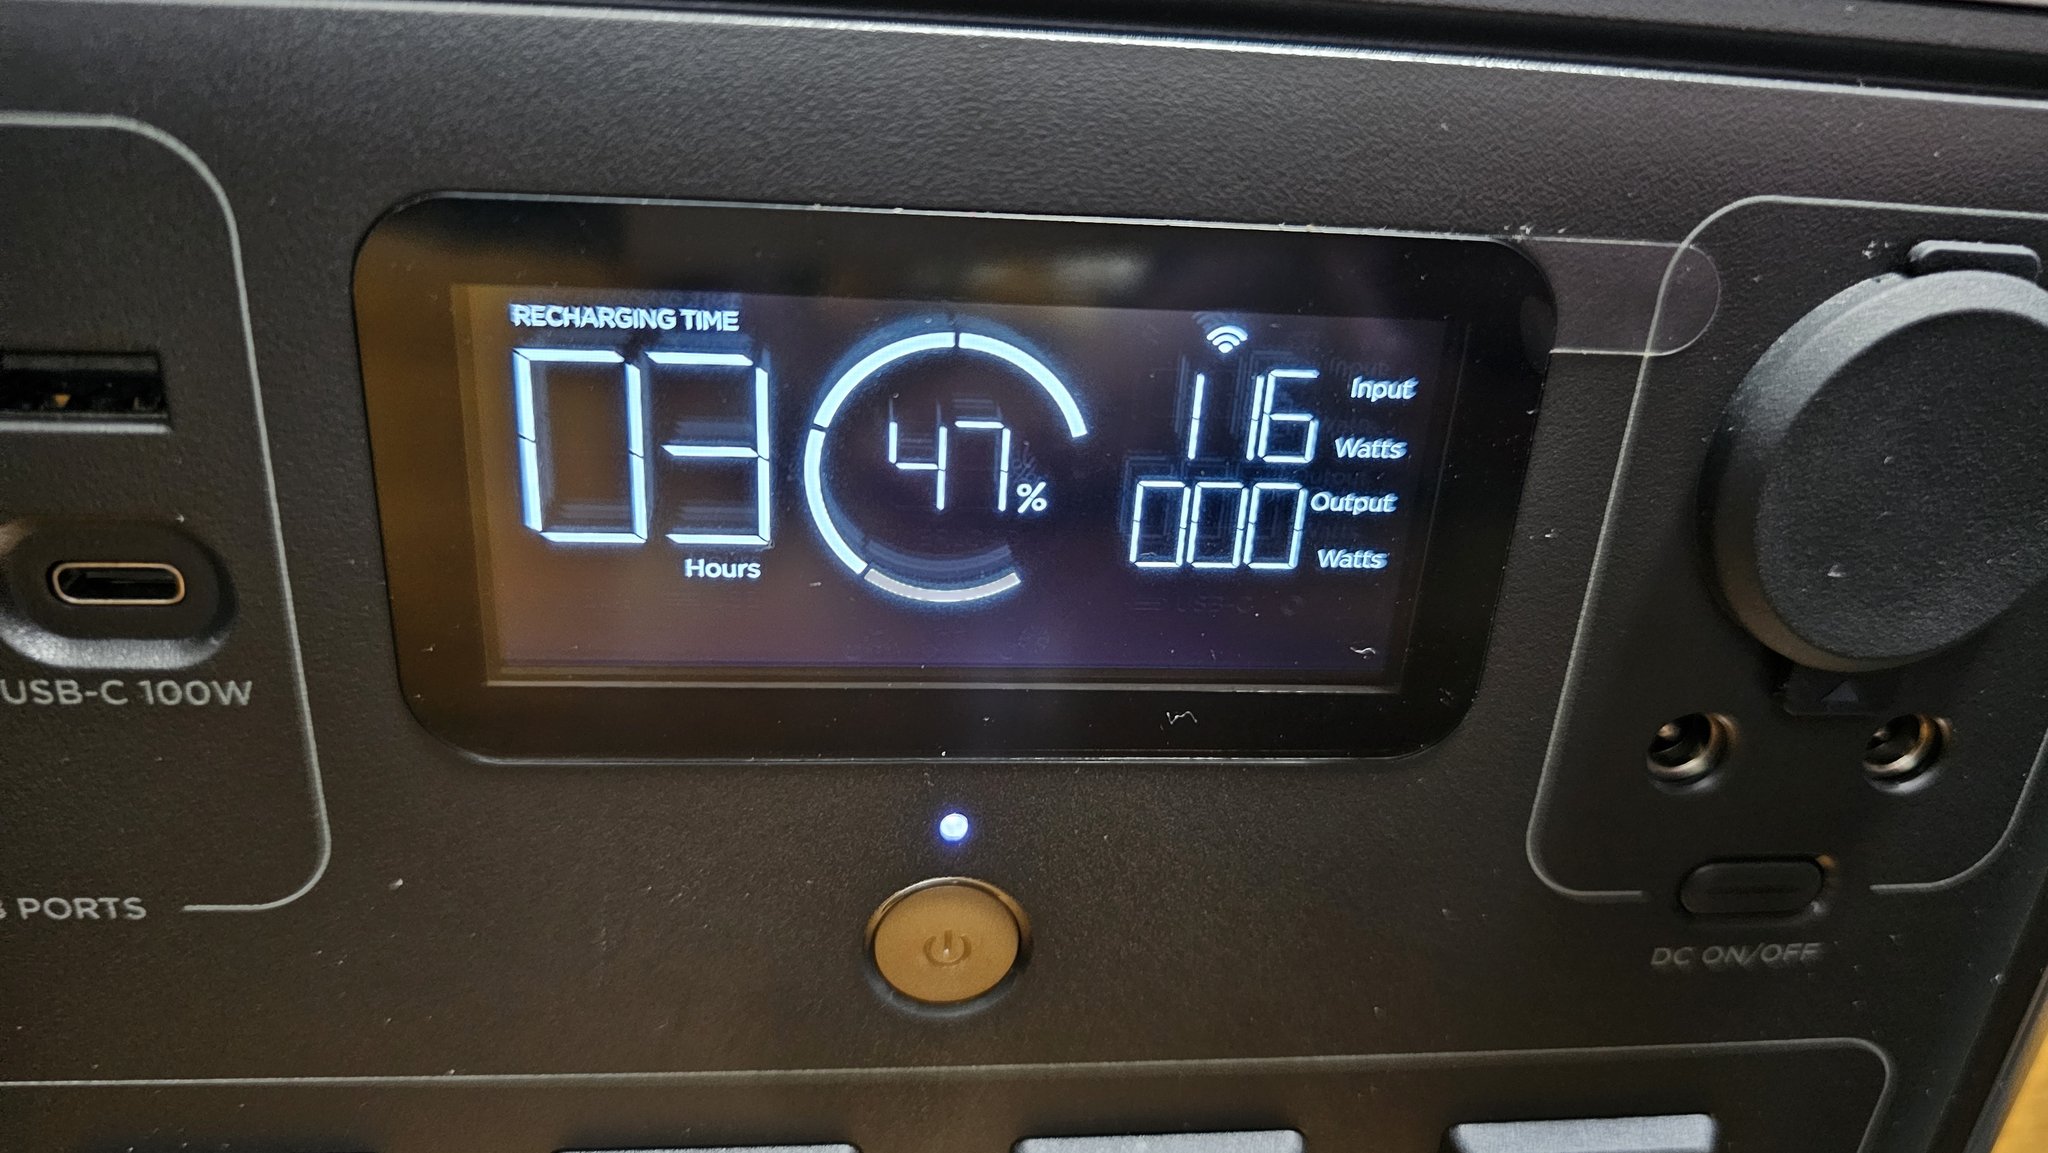 RECHARGING TIME
03
Hours
47%
116 Input
Watts
000 Output
Watts
USB-C 100W
PORTS
DC ON/OFF